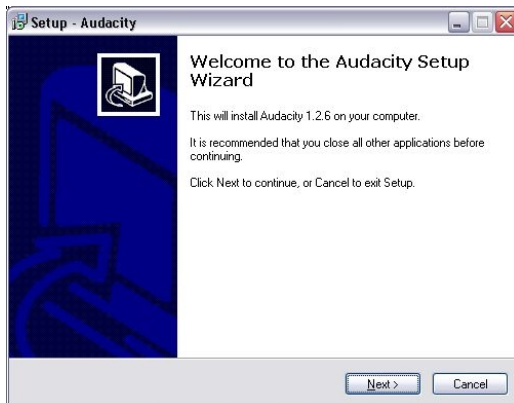 Setup - Audacity
Welcome to the Audacity Setup
Wizard
This will install Audacity 1.2.6 on your computer.
It is recommended that you close all other applications before
continuing.
Click Next to continue, or Cancel to exit Setup.
Next >
Cancel